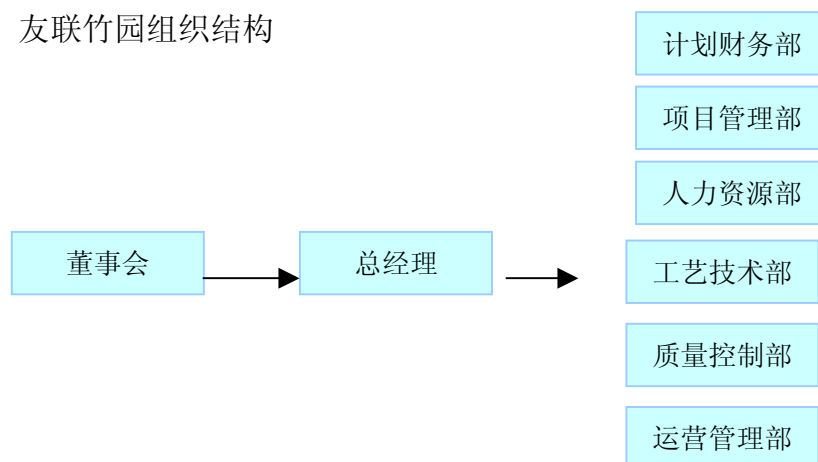 友联竹园组织结构
计划财务部
项目管理部
人力资源部
董事会
总经理
工艺技术部
质量控制部
运营管理部